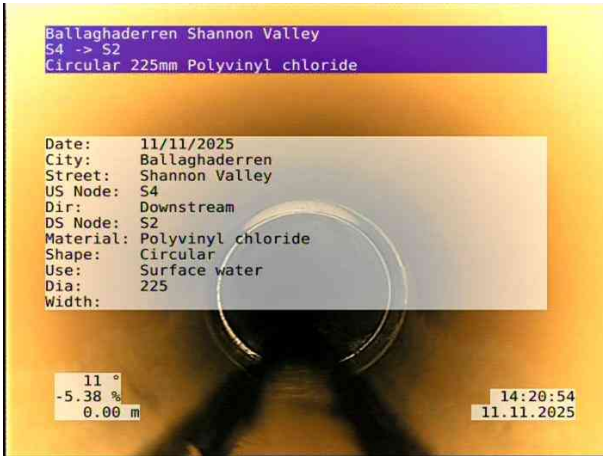 Ballaghaderren Shannon Valley
S4 -> S2
Circular 225mm Polyvinyl chloride
Date: 11/11/2025
City: Ballaghaderren
Street: Shannon Valley
US Node: S4
Dir: Downstream
DS Node: S2
Material: Polyvinyl chloride
Shape: Circular
Use: Surface water
Dia: 225
Width:
11 °
-5.38 %
0.00 m
14:20:54
11.11.2025